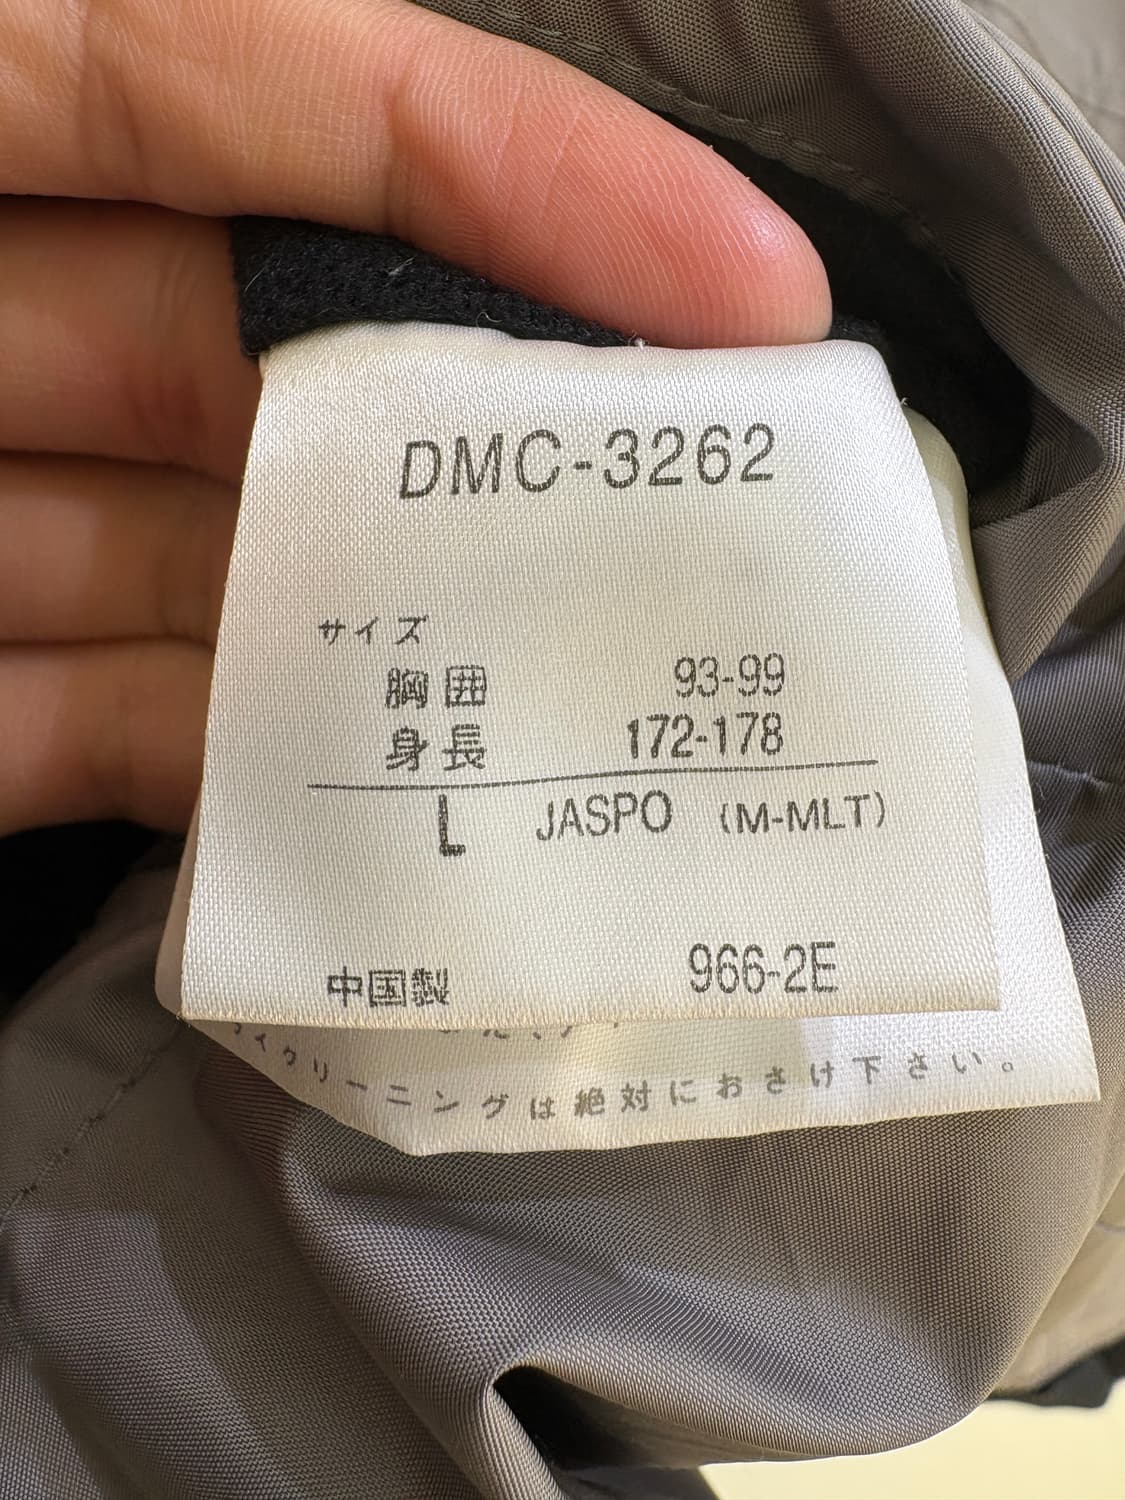 DMC-3262
サイズ
胸囲 93-99
身長 172-178
L JASPO (M-MLT)
中国製 966-2E
イクリーニングは絶対におさけ下さい。